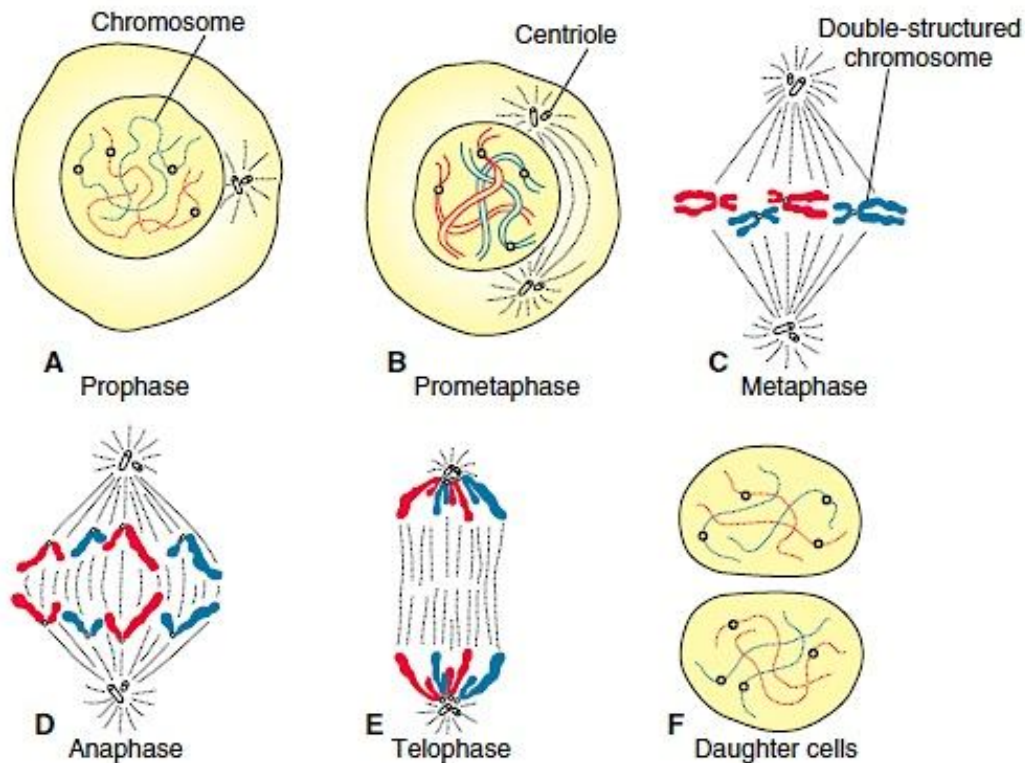 Chromosome
Centriole
Double-structured
chromosome
A
Prophase
B
Prometaphase
C
Metaphase
D
Anaphase
E
Telophase
F
Daughter cells